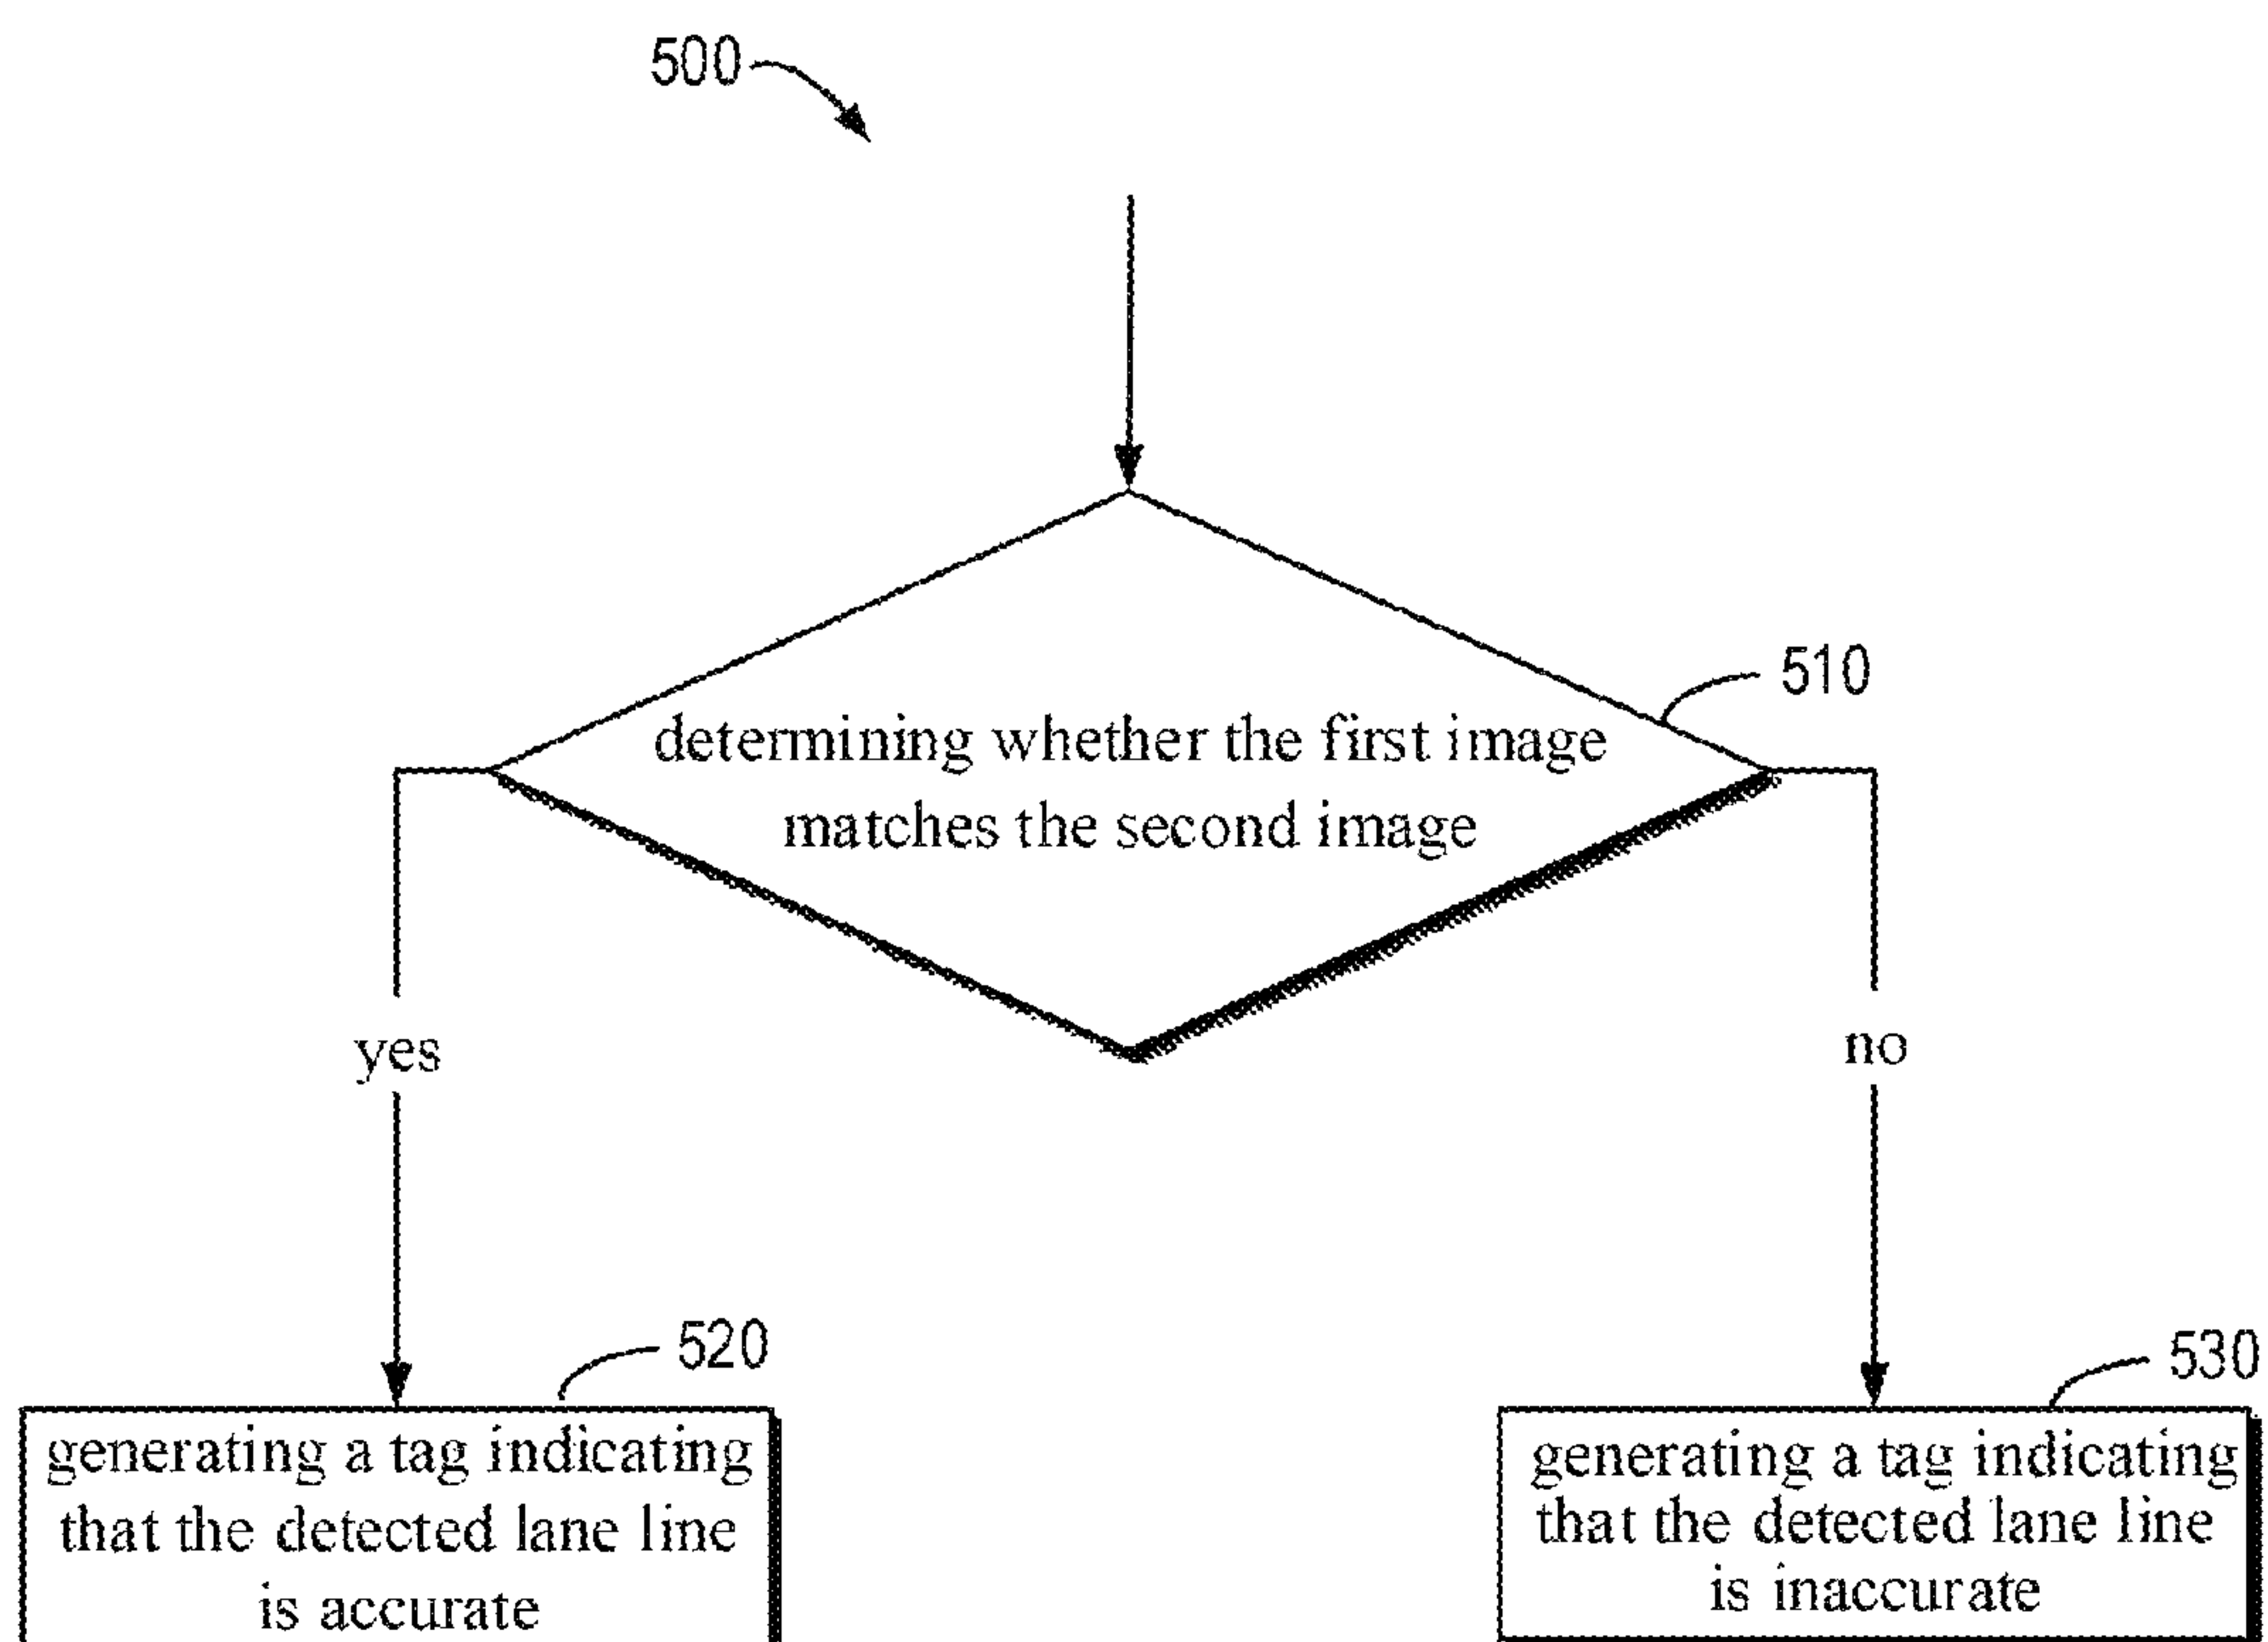 500
510
determining whether the first image
matches the second image
yes
no
520
530
generating a tag indicating
that the detected lane line
is accurate
generating a tag indicating
that the detected lane line
is inaccurate